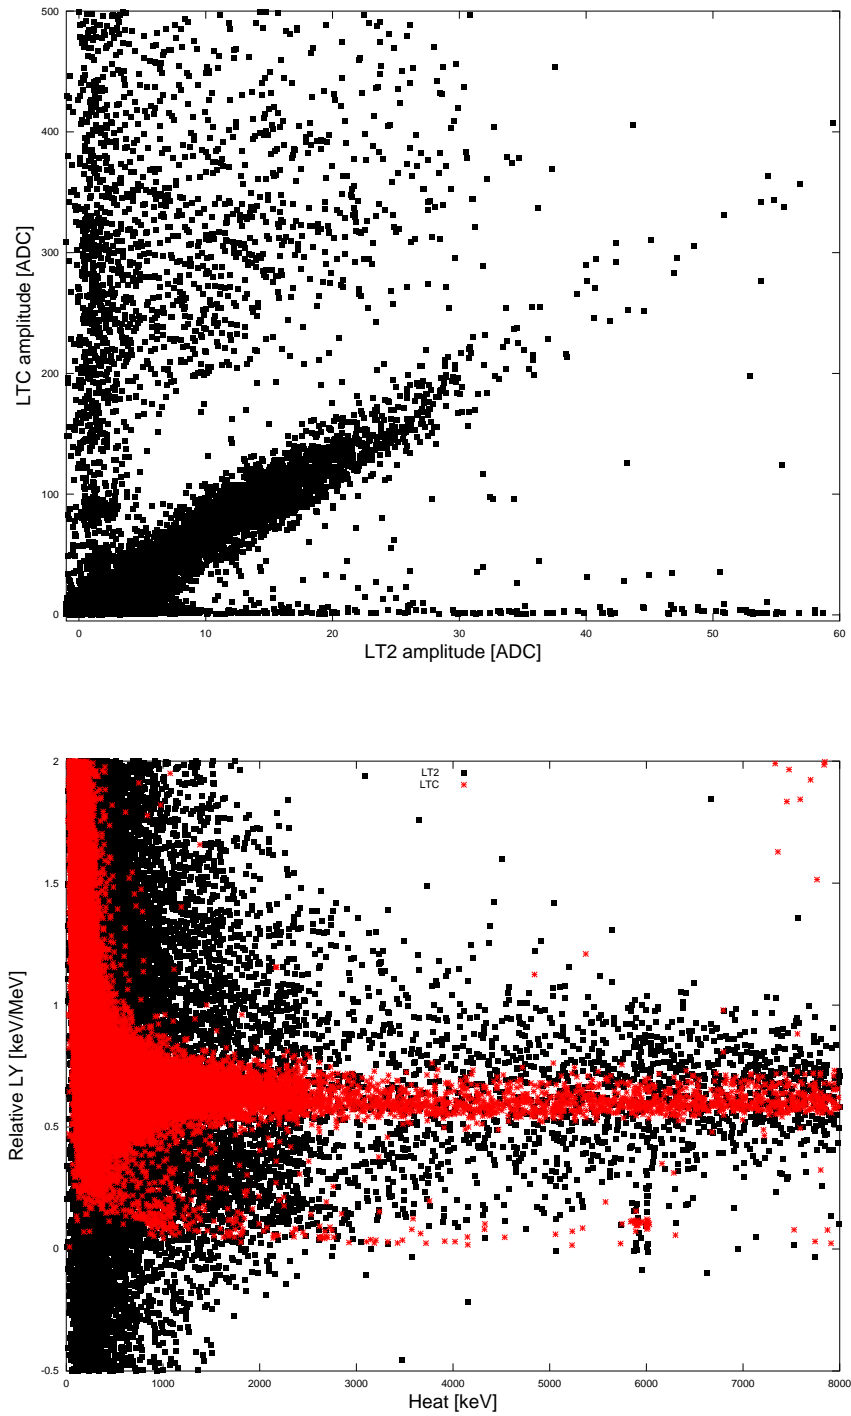 500
400
300
200
100
0
LTC amplitude [ADC]
0 10 20 30 40 50 60
LT2 amplitude [ADC]
2
1.5
1
0.5
0
-0.5
Relative LY [keV/MeV]
LT2
LTC
0 1000 2000 3000 4000 5000 6000 7000 8000
Heat [keV]